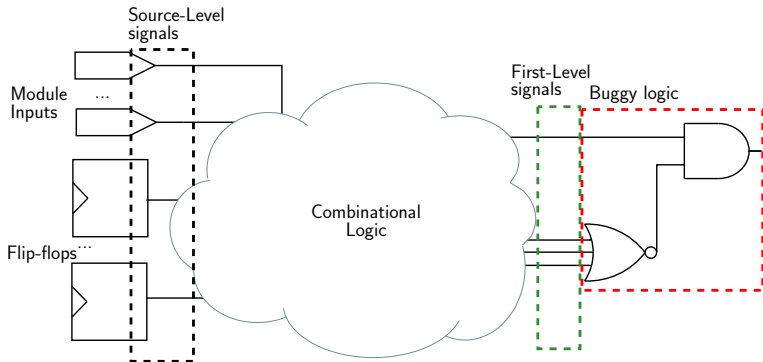 Source-Level
signals
Module
Inputs
...
Flip-flops
...
Combinational
Logic
First-Level
signals
Buggy logic